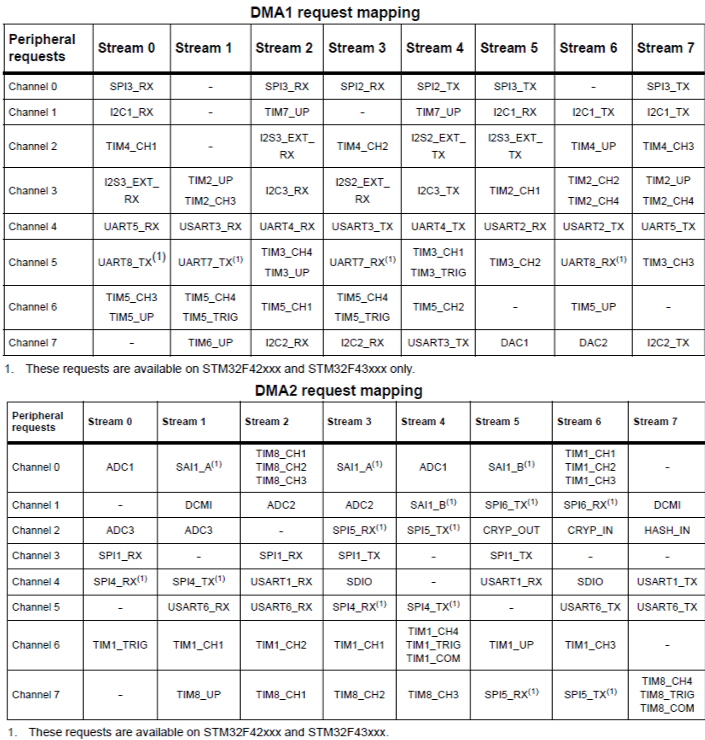 DMA1 request mapping
Peripheral requests Stream 0 Stream 1 Stream 2 Stream 3 Stream 4 Stream 5 Stream 6 Stream 7
Channel 0 SPI3_RX - SPI3_RX SPI2_RX SPI2_TX SPI3_TX - SPI3_TX
Channel 1 I2C1_RX - TIM7_UP - TIM7_UP I2C1_RX I2C1_TX I2C1_TX
Channel 2 TIM4_CH1 - I2S3_EXT_RX TIM4_CH2 I2S2_EXT_TX I2S3_EXT_TX TIM4_UP TIM4_CH3
Channel 3 I2S3_EXT_RX TIM2_UP TIM2_CH3 I2C3_RX I2S2_EXT_RX I2C3_TX TIM2_CH1 TIM2_CH2 TIM2_CH4 TIM2_UP TIM2_CH4
Channel 4 UART5_RX USART3_RX UART4_RX USART3_TX UART4_TX USART2_RX USART2_TX UART5_TX
Channel 5 UART8_TX(1) UART7_TX(1) TIM3_CH4 TIM3_UP UART7_RX(1) TIM3_CH1 TIM3_TRIG TIM3_CH2 UART8_RX(1) TIM3_CH3
Channel 6 TIM5_CH3 TIM5_UP TIM5_CH4 TIM5_TRIG TIM5_CH1 TIM5_CH4 TIM5_TRIG TIM5_CH2 - TIM5_UP -
Channel 7 - TIM6_UP I2C2_RX I2C2_RX USART3_TX DAC1 DAC2 I2C2_TX
1. These requests are available on STM32F42xxx and STM32F43xxx only.
DMA2 request mapping
Peripheral requests Stream 0 Stream 1 Stream 2 Stream 3 Stream 4 Stream 5 Stream 6 Stream 7
Channel 0 ADC1 SAI1_A(1) TIM8_CH1 TIM8_CH2 TIM8_CH3 SAI1_A(1) ADC1 SAI1_B(1) TIM1_CH1 TIM1_CH2 TIM1_CH3 -
Channel 1 - DCMI ADC2 ADC2 SAI1_B(1) SPI6_TX(1) SPI6_RX(1) DCMI
Channel 2 ADC3 ADC3 - SPI5_RX(1) SPI5_TX(1) CRYP_OUT CRYP_IN HASH_IN
Channel 3 SPI1_RX - SPI1_RX SPI1_TX - SPI1_TX - -
Channel 4 SPI4_RX(1) SPI4_TX(1) USART1_RX SDIO - USART1_RX SDIO USART1_TX
Channel 5 - USART6_RX USART6_RX SPI4_RX(1) SPI4_TX(1) - USART6_TX USART6_TX
Channel 6 TIM1_TRIG TIM1_CH1 TIM1_CH2 TIM1_CH1 TIM1_CH4 TIM1_TRIG TIM1_COM TIM1_UP TIM1_CH3 -
Channel 7 - TIM8_UP TIM8_CH1 TIM8_CH2 TIM8_CH3 SPI5_RX(1) SPI5_TX(1) TIM8_CH4 TIM8_TRIG TIM8_COM
1. These requests are available on STM32F42xxx and STM32F43xxx.